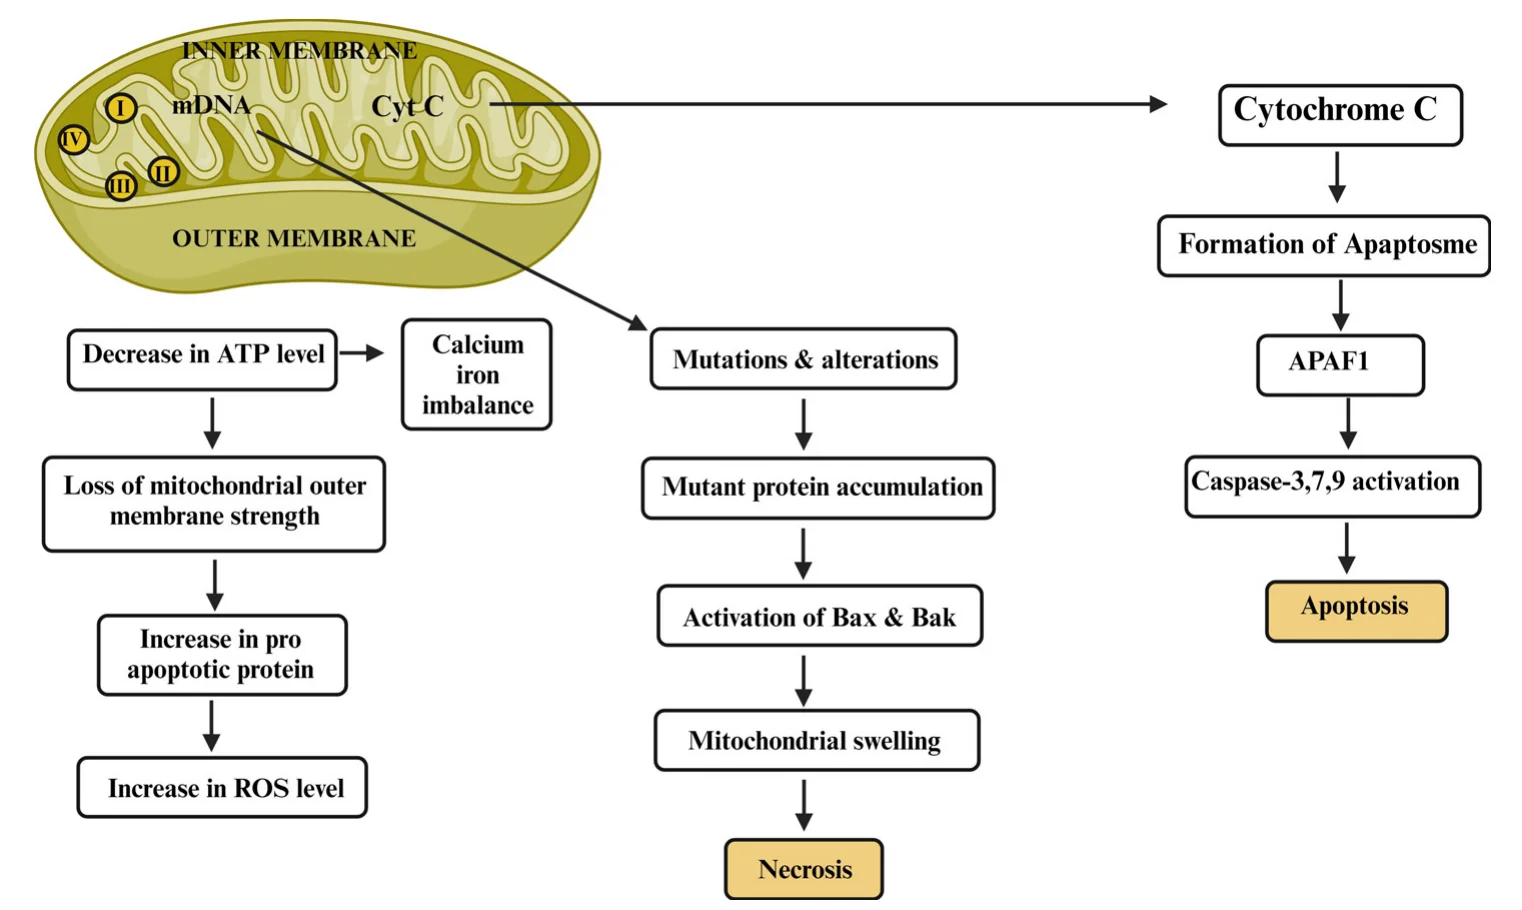 INNER MEMBRANE
I
mDNA
Cyt C
IV
II
III
OUTER MEMBRANE
Cytochrome C
Formation of Apaptosme
APAF1
Caspase-3,7,9 activation
Apoptosis
Decrease in ATP level
Calcium
iron
imbalance
Loss of mitochondrial outer
membrane strength
Increase in pro
apoptotic protein
Increase in ROS level
Mutations & alterations
Mutant protein accumulation
Activation of Bax & Bak
Mitochondrial swelling
Necrosis